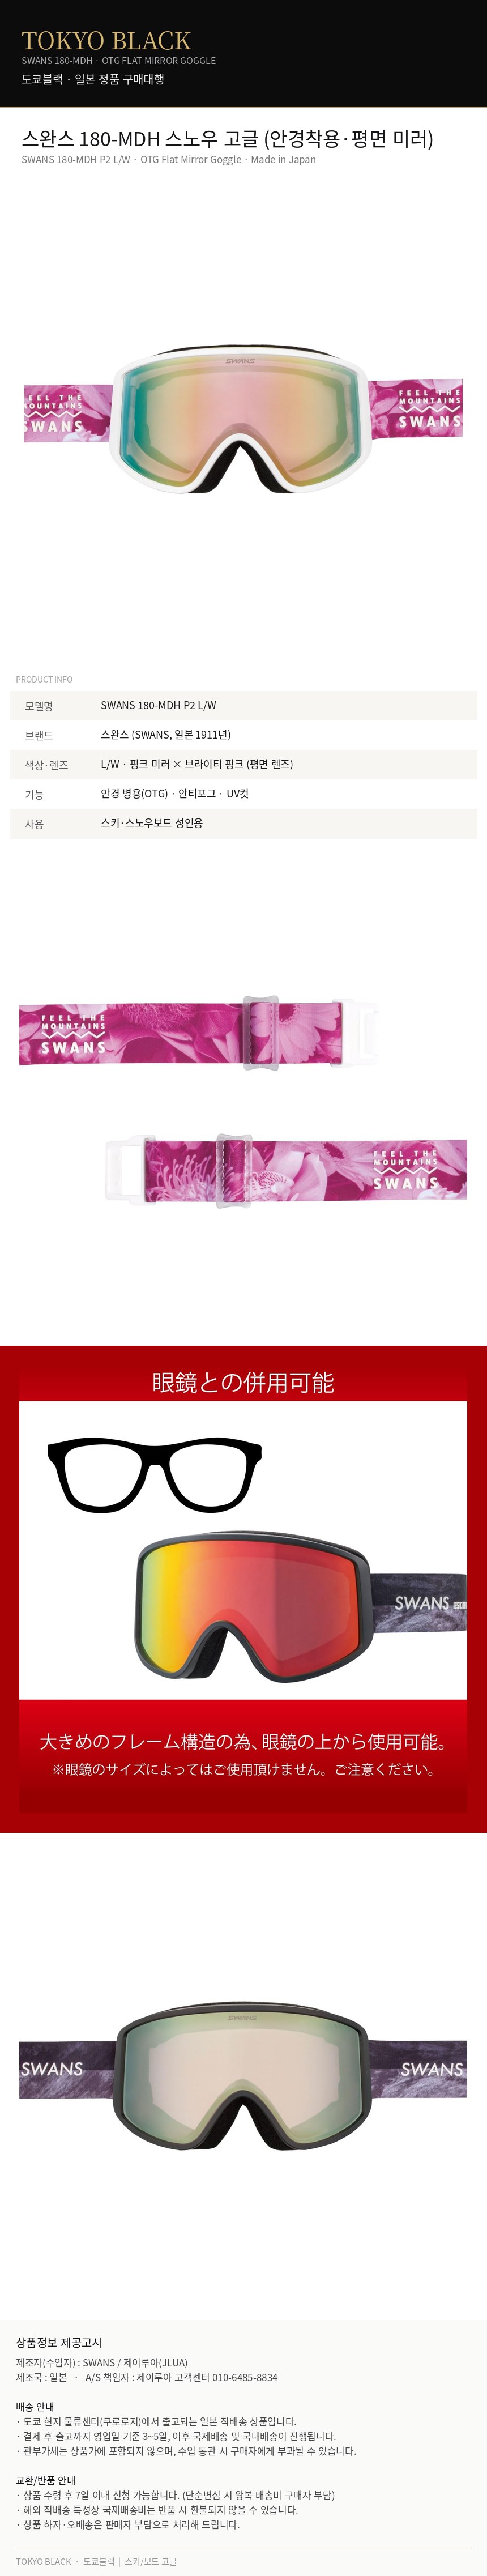 TOKYO BLACK
SWANS 180-MDH · OTG FLAT MIRROR GOGGLE
도쿄블랙 · 일본 정품 구매대행
스완스 180-MDH 스노우 고글 (안경착용·평면 미러)
SWANS 180-MDH P2 L/W · OTG Flat Mirror Goggle · Made in Japan
SWANS
FEEL THE
MOUNTAINS
SWANS
FEEL THE
MOUNTAINS
SWANS
PRODUCT INFO
모델명 SWANS 180-MDH P2 L/W
브랜드 스완스 (SWANS, 일본 1911년)
색상·렌즈 L/W · 핑크 미러 × 브라이티 핑크 (평면 렌즈)
기능 안경 병용(OTG) · 안티포그 · UV컷
사용 스키·스노우보드 성인용
FEEL THE
MOUNTAINS
SWANS
FEEL THE
MOUNTAINS
SWANS
眼鏡との併用可能
SWANS
大きめのフレーム構造の為、眼鏡の上から使用可能。
※眼鏡のサイズによってはご使用頂けません。ご注意ください。
SWANS
SWANS
SWANS
상품정보 제공고시
제조자(수입자) : SWANS / 제이루아(JLUA)
제조국 : 일본 · A/S 책임자 : 제이루아 고객센터 010-6485-8834
배송 안내
· 도쿄 현지 물류센터(쿠로로지)에서 출고되는 일본 직배송 상품입니다.
· 결제 후 출고까지 영업일 기준 3~5일, 이후 국제배송 및 국내배송이 진행됩니다.
· 관부가세는 상품가에 포함되지 않으며, 수입 통관 시 구매자에게 부과될 수 있습니다.
교환/반품 안내
· 상품 수령 후 7일 이내 신청 가능합니다. (단순변심 시 왕복 배송비 구매자 부담)
· 해외 직배송 특성상 국제배송비는 반품 시 환불되지 않을 수 있습니다.
· 상품 하자·오배송은 판매자 부담으로 처리해 드립니다.
TOKYO BLACK · 도쿄블랙 | 스키/보드 고글